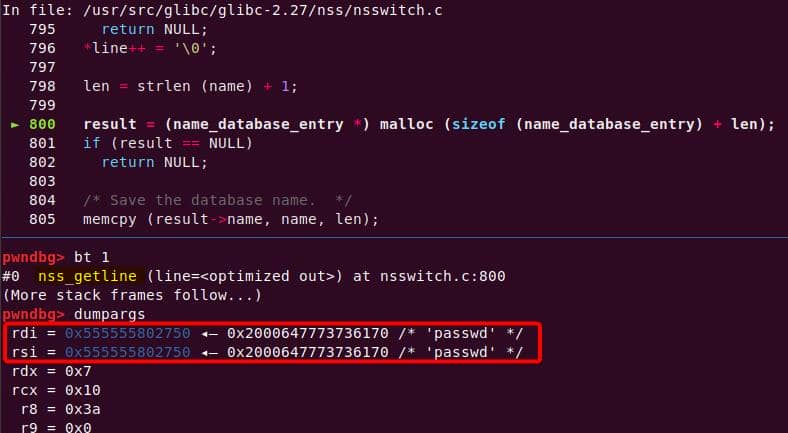 In file: /usr/src/glibc/glibc-2.27/nss/nsswitch.c
795     return NULL;
796   *line++ = '\0';
797
798   len = strlen (name) + 1;
799
► 800   result = (name_database_entry *) malloc (sizeof (name_database_entry) + len);
801   if (result == NULL)
802     return NULL;
803
804   /* Save the database name.  */
805   memcpy (result->name, name, len);
pwndbg> bt 1
#0  nss_getline (line=<optimized out>) at nsswitch.c:800
(More stack frames follow...)
pwndbg> dumpargs
rdi = 0x555555802750 ◂— 0x2000647773736170 /* 'passwd' */
rsi = 0x555555802750 ◂— 0x2000647773736170 /* 'passwd' */
rdx = 0x7
rcx = 0x10
r8 = 0x3a
r9 = 0x0